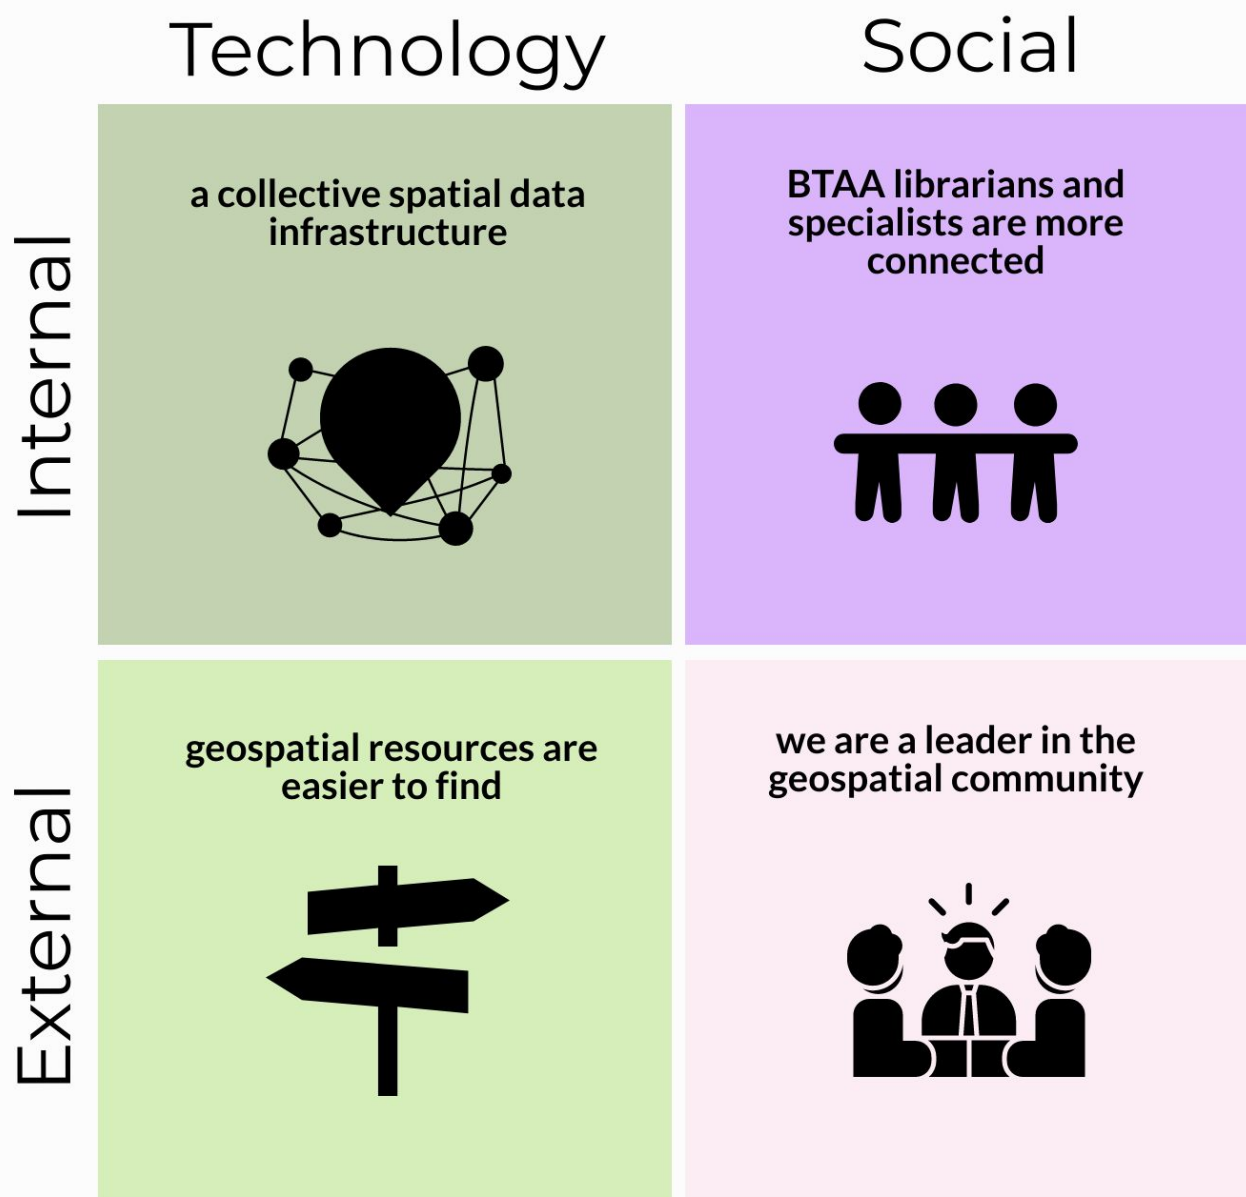 Technology
Social
Internal
a collective spatial data
infrastructure
BTAA librarians and
specialists are more
connected
External
geospatial resources are
easier to find
we are a leader in the
geospatial community